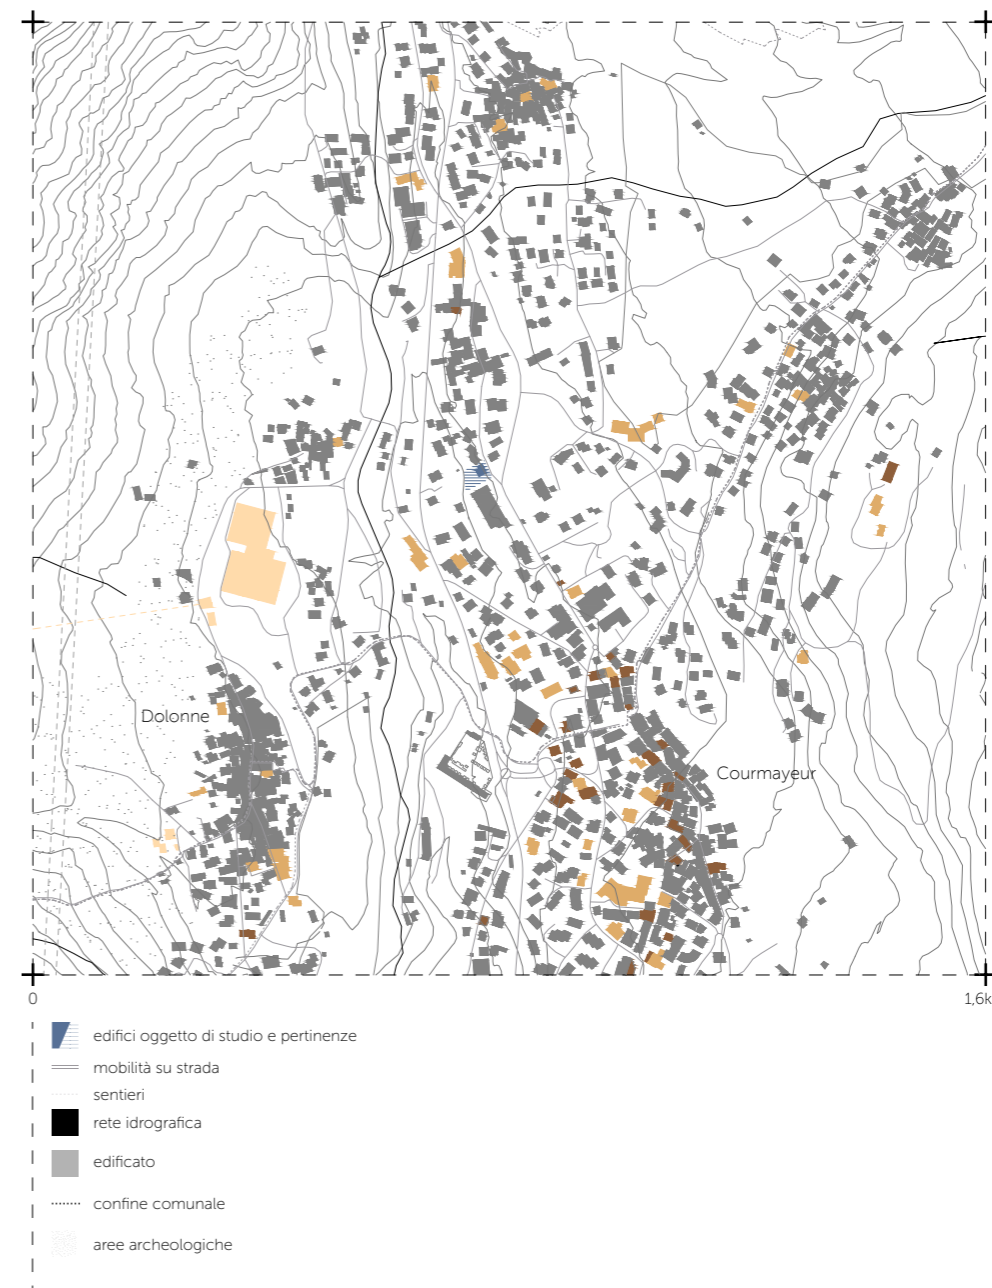 Dolonne
Courmayeur
0
1,6k
edifici oggetto di studio e pertinenze
mobilità su strada
sentieri
rete idrografica
edificato
confine comunale
aree archeologiche